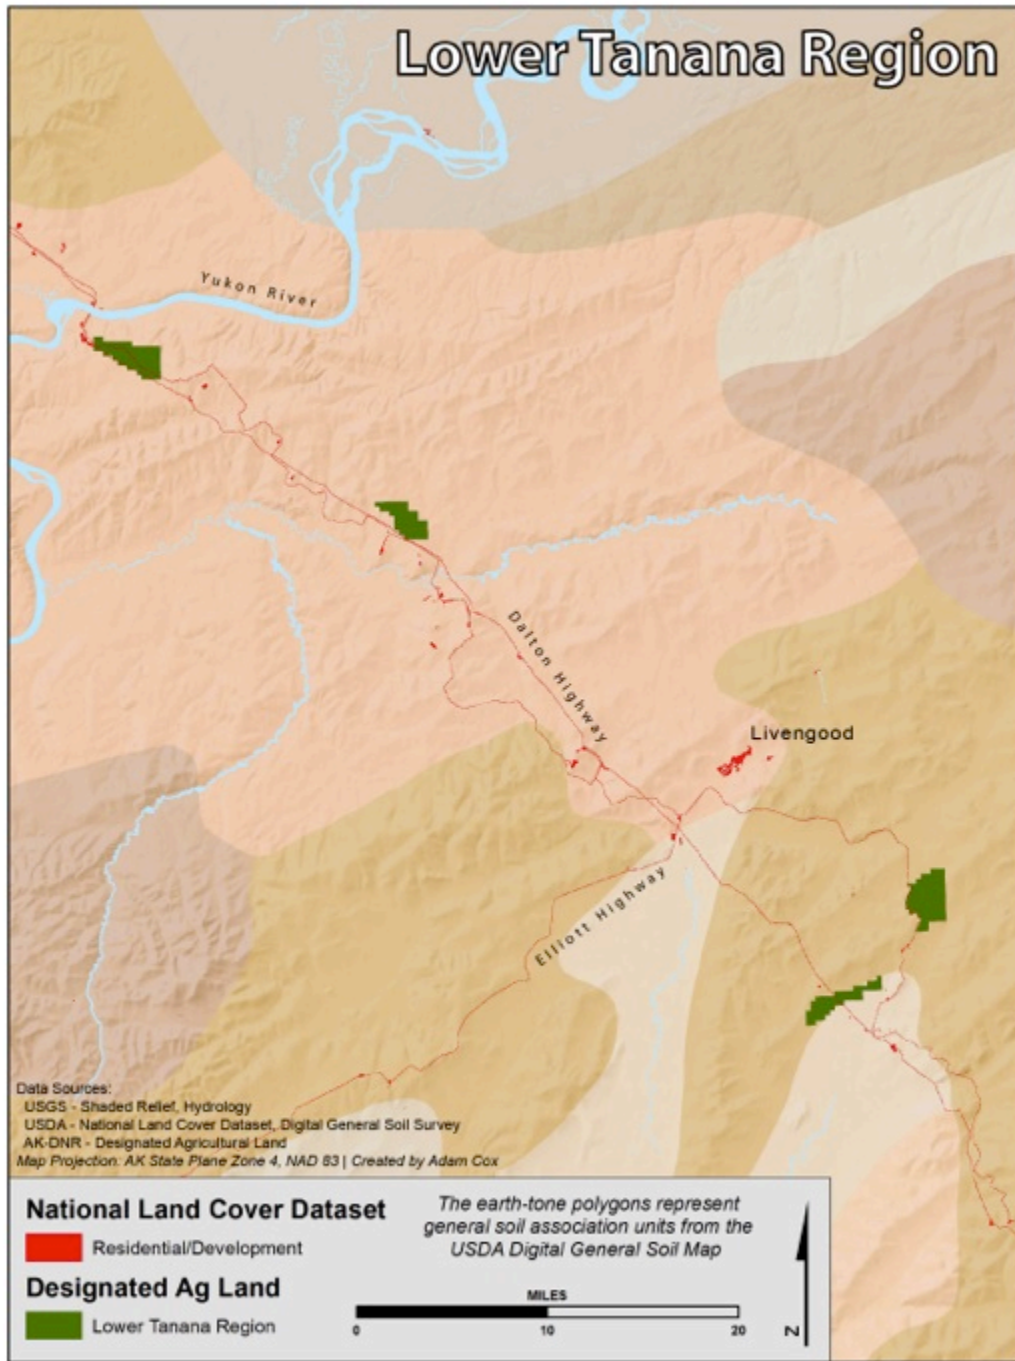 Lower Tanana Region
Yukon River
Dalton Highway
Livengood
Elliott Highway
Data Sources:
USGS - Shaded Relief, Hydrology
USDA - National Land Cover Dataset, Digital General Soil Survey
AK-DNR - Designated Agricultural Land
Map Projection: AK State Plane Zone 4, NAD 83 | Created by Adam Cox
National Land Cover Dataset
Residential/Development
Designated Ag Land
Lower Tanana Region
The earth-tone polygons represent
general soil association units from the
USDA Digital General Soil Map
MILES
0 10 20
N